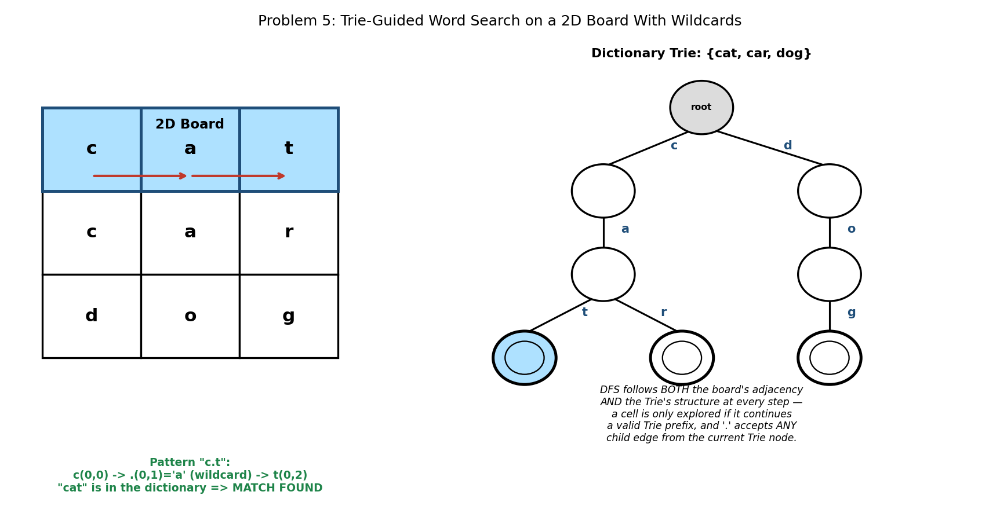 Problem 5: Trie-Guided Word Search on a 2D Board With Wildcards
2D Board
c a t
c a r
d o g
Pattern "c.t":
c(0,0) -> .(0,1)='a' (wildcard) -> t(0,2)
"cat" is in the dictionary => MATCH FOUND
Dictionary Trie: {cat, car, dog}
root
c d
a o
t r g
DFS follows BOTH the board's adjacency
AND the Trie's structure at every step —
a cell is only explored if it continues
a valid Trie prefix, and '.' accepts ANY
child edge from the current Trie node.